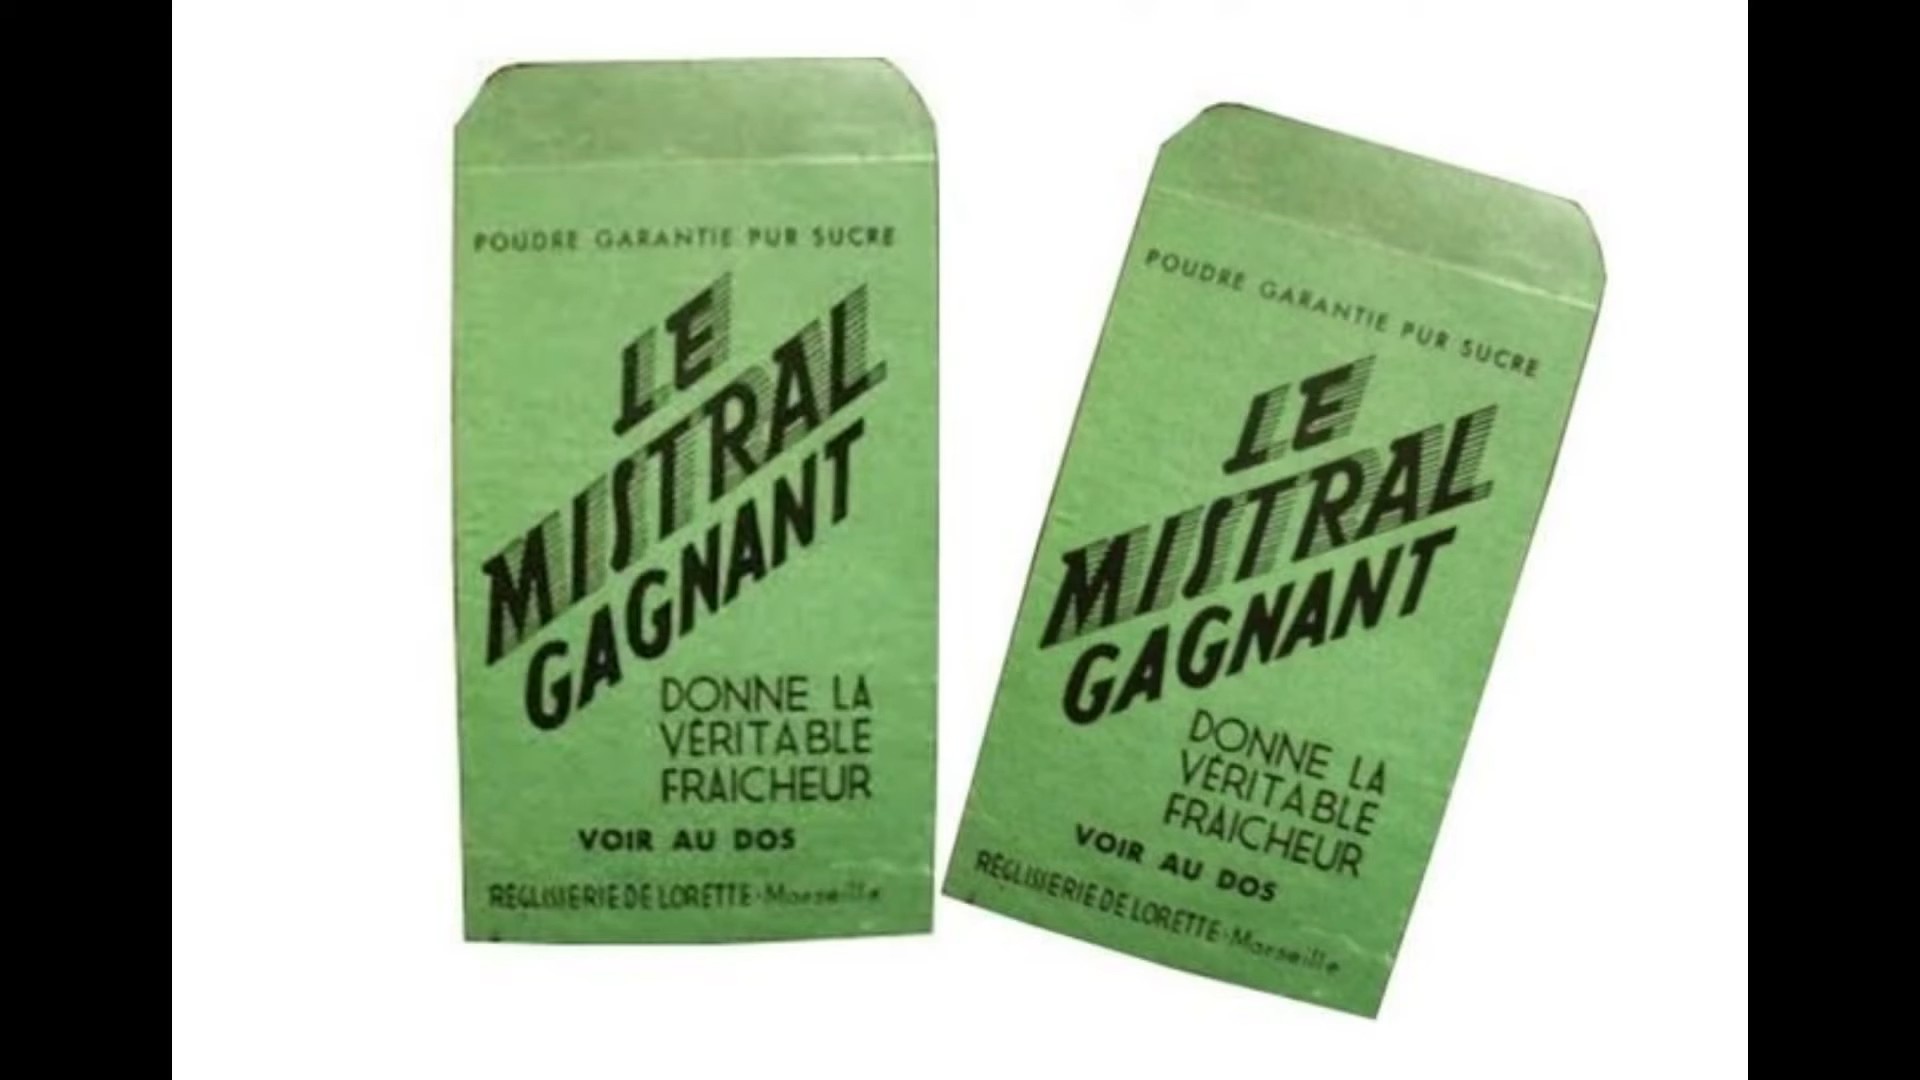 POUDRE GARANTIE PUR SUCRE
LE
MISTRAL
GAGNANT
DONNE LA
VÉRITABLE
FRAICHEUR
VOIR AU DOS
RÉGLISSERIE DE LORETTE - Marseille
POUDRE GARANTIE PUR SUCRE
LE
MISTRAL
GAGNANT
DONNE LA
VÉRITABLE
FRAICHEUR
VOIR AU DOS
RÉGLISSERIE DE LORETTE - Marseille